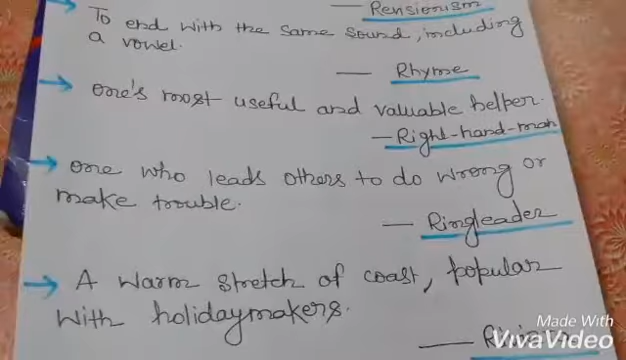 — Rensionism
→ To end with the same sound, including
a vowel.
— Rhyme
→ one's most useful and valuable helper.
— Right-hand-man
→ one who leads others to do wrong or
make trouble.
— Ringleader
→ A warm stretch of coast, popular
with holidaymakers.
Made With
VivaVideo